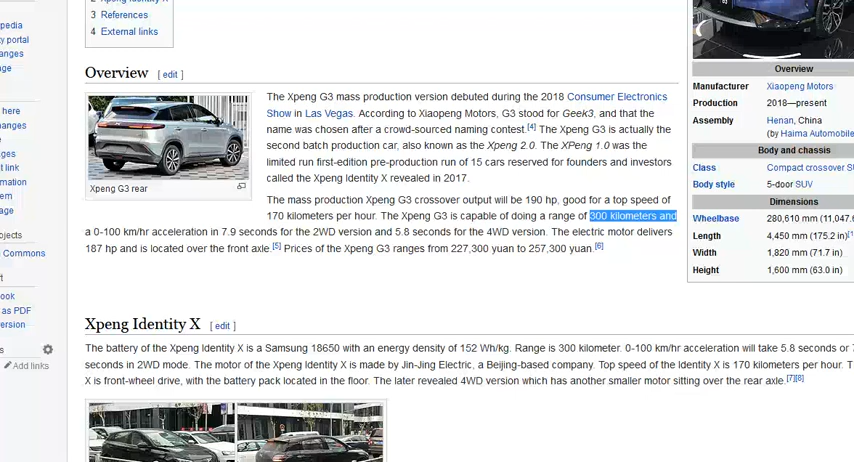 3 References
4 External links
pedia
y portal
anges
age
here
hanges
ges
t link
mation
em
age
ojects
Commons
t
ook
as PDF
ersion
s
Add links
Overview [ edit ]
Xpeng G3 rear
The Xpeng G3 mass production version debuted during the 2018 Consumer Electronics
Show in Las Vegas. According to Xiaopeng Motors, G3 stood for Geek3, and that the
name was chosen after a crowd-sourced naming contest.[4] The Xpeng G3 is actually the
second batch production car, also known as the Xpeng 2.0. The XPeng 1.0 was the
limited run first-edition pre-production run of 15 cars reserved for founders and investors
called the Xpeng Identity X revealed in 2017.
The mass production Xpeng G3 crossover output will be 190 hp, good for a top speed of
170 kilometers per hour. The Xpeng G3 is capable of doing a range of 300 kilometers and
a 0-100 km/hr acceleration in 7.9 seconds for the 2WD version and 5.8 seconds for the 4WD version. The electric motor delivers
187 hp and is located over the front axle.[5] Prices of the Xpeng G3 ranges from 227,300 yuan to 257,300 yuan.[6]
Overview
Manufacturer Xiaopeng Motors
Production 2018—present
Assembly Henan, China
(by Haima Automobile
Body and chassis
Class Compact crossover S
Body style 5-door SUV
Dimensions
Wheelbase 280,610 mm (11,047.6
Length 4,450 mm (175.2 in)[1
Width 1,820 mm (71.7 in)
Height 1,600 mm (63.0 in)
Xpeng Identity X [ edit ]
The battery of the Xpeng Identity X is a Samsung 18650 with an energy density of 152 Wh/kg. Range is 300 kilometer. 0-100 km/hr acceleration will take 5.8 seconds or 7
seconds in 2WD mode. The motor of the Xpeng Identity X is made by Jin-Jing Electric, a Beijing-based company. Top speed of the Identity X is 170 kilometers per hour. T
X is front-wheel drive, with the battery pack located in the floor. The later revealed 4WD version which has another smaller motor sitting over the rear axle.[7][8]